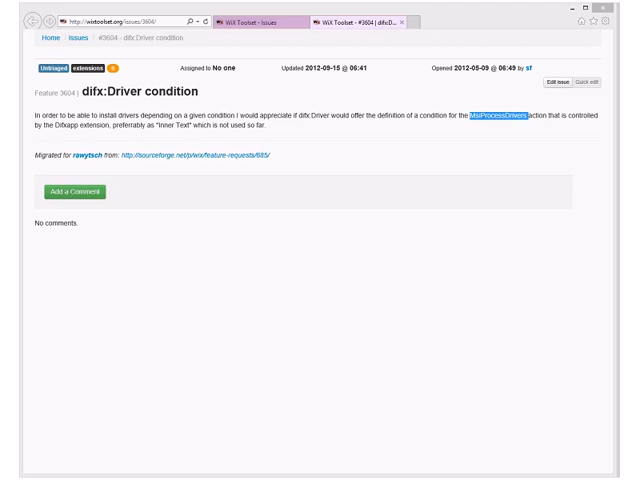 http://wixtoolset.org/issues/3604/
WiX Toolset - Issues
WiX Toolset - #3604 | difx:D...
Home / Issues / #3604 - difx:Driver condition
Untriaged extensions 0 Assigned to No one Updated 2012-09-15 @ 06:41 Opened 2012-05-09 @ 06:49 by sf
Edit issue Quick edit
Feature 3604 | difx:Driver condition
In order to be able to install drivers depending on a given condition I would appreciate if difx:Driver would offer the definition of a condition for the MsiProcessDrivers action that is controlled
by the Difxapp extension, preferrably as "Inner Text" which is not used so far.
Migrated for rawytsch from: http://sourceforge.net/p/wix/feature-requests/685/
Add a Comment
No comments.